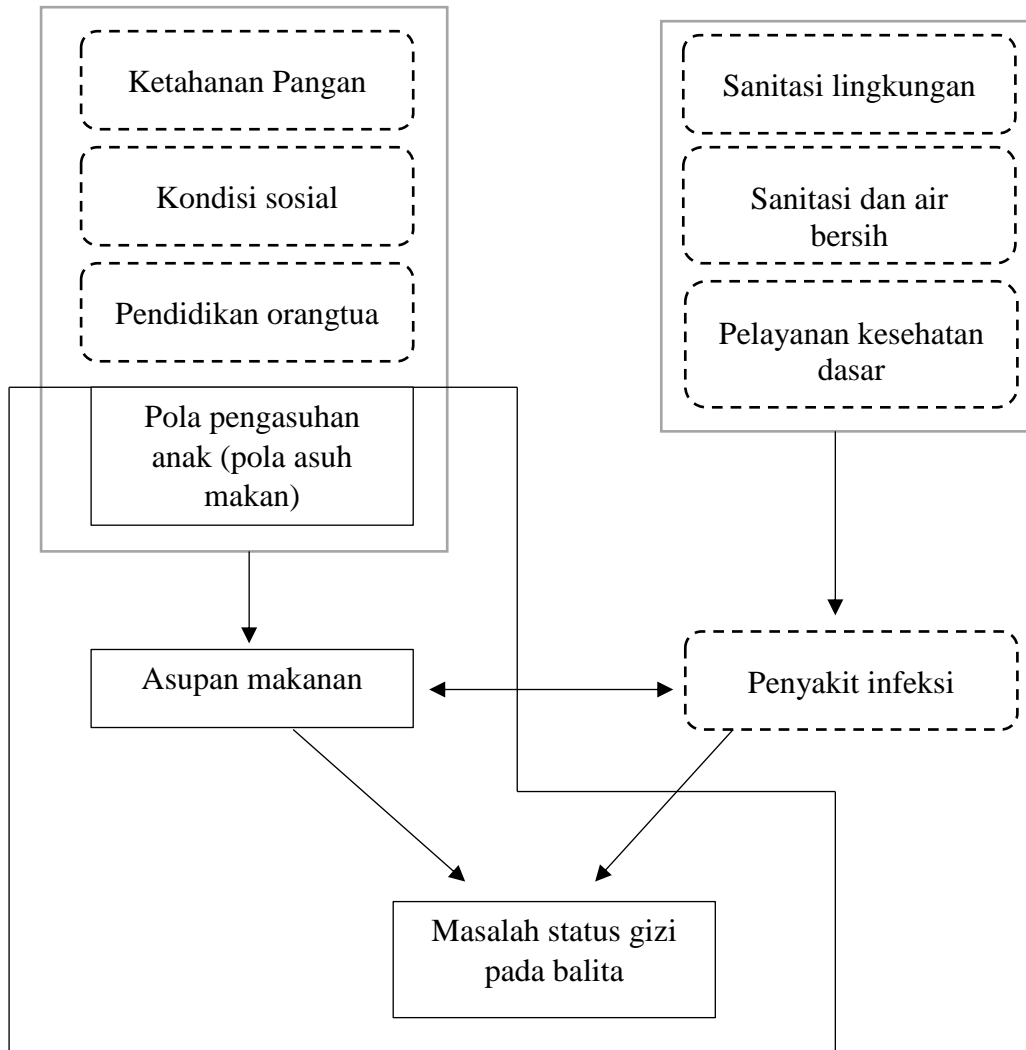 Ketahanan Pangan
Kondisi sosial
Pendidikan orangtua
Pola pengasuhan
anak (pola asuh
makan)
Sanitasi lingkungan
Sanitasi dan air
bersih
Pelayanan kesehatan
dasar
Asupan makanan
Penyakit infeksi
Masalah status gizi
pada balita